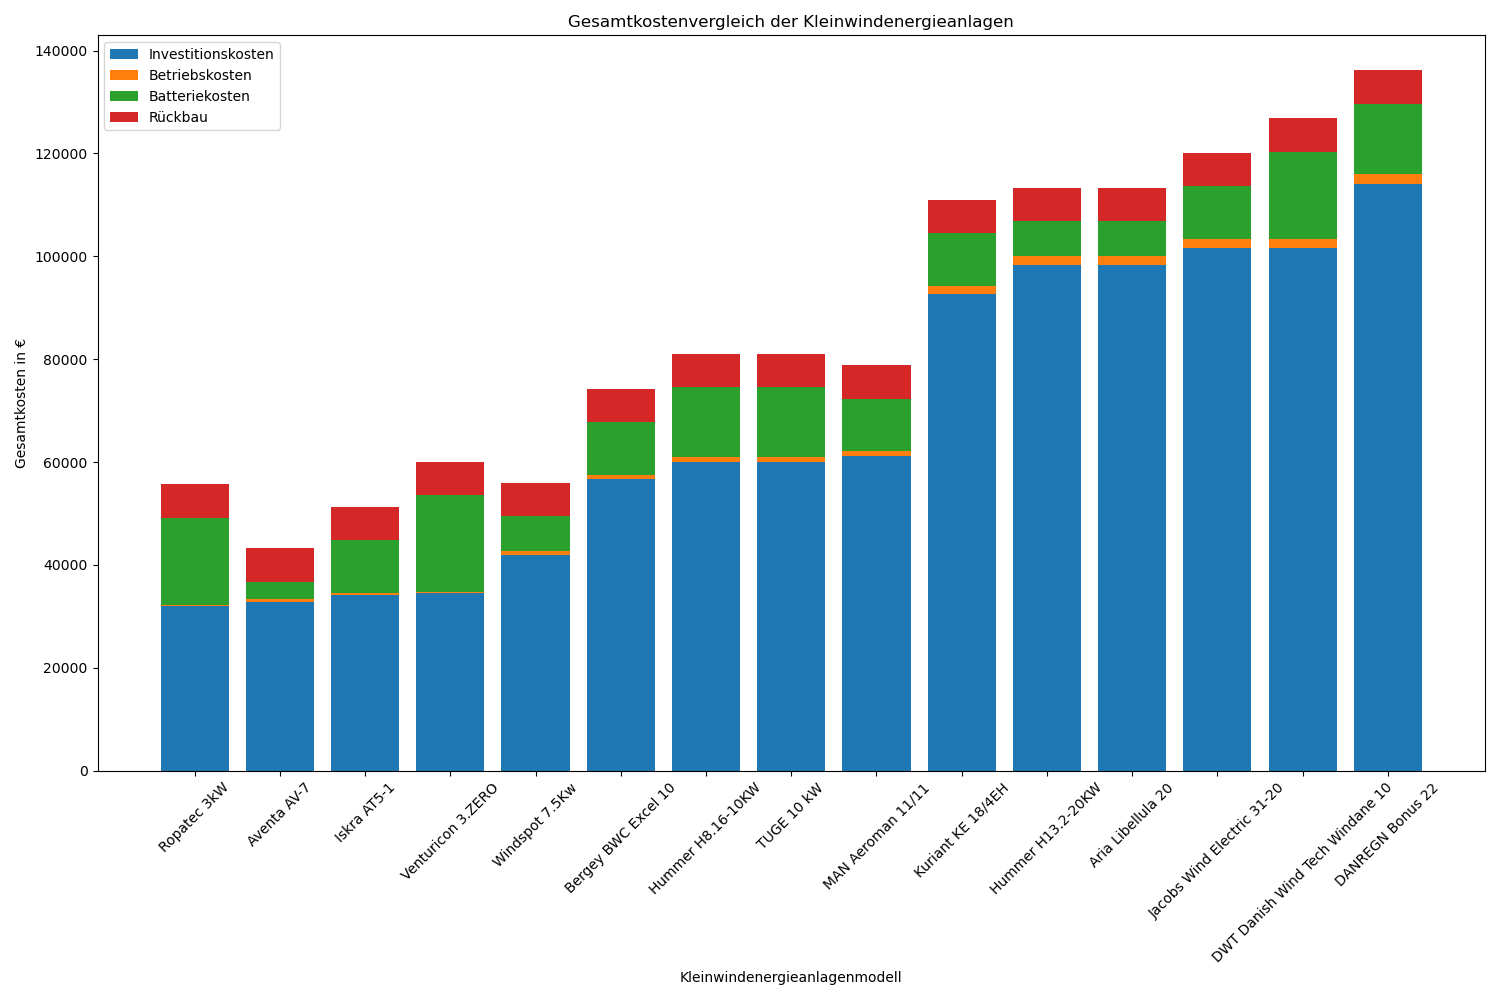 Gesamtkostenvergleich der Kleinwindenergieanlagen
Investitionskosten
Betriebskosten
Batteriekosten
Rückbau
Gesamtkosten in €
140000
120000
100000
80000
60000
40000
20000
0
Ropatec 3kW
Aventa AV-7
Iskra AT5-1
Venturicon 3.ZERO
Windspot 7.5Kw
Bergey BWC Excel 10
Hummer H8.16-10KW
TUGE 10 kW
MAN Aeroman 11/11
Kuriant KE 18/4EH
Hummer H13.2-20KW
Aria Libellula 20
Jacobs Wind Electric 31-20
DWT Danish Wind Tech Windane 10
DANREGN Bonus 22
Kleinwindenergieanlagenmodell